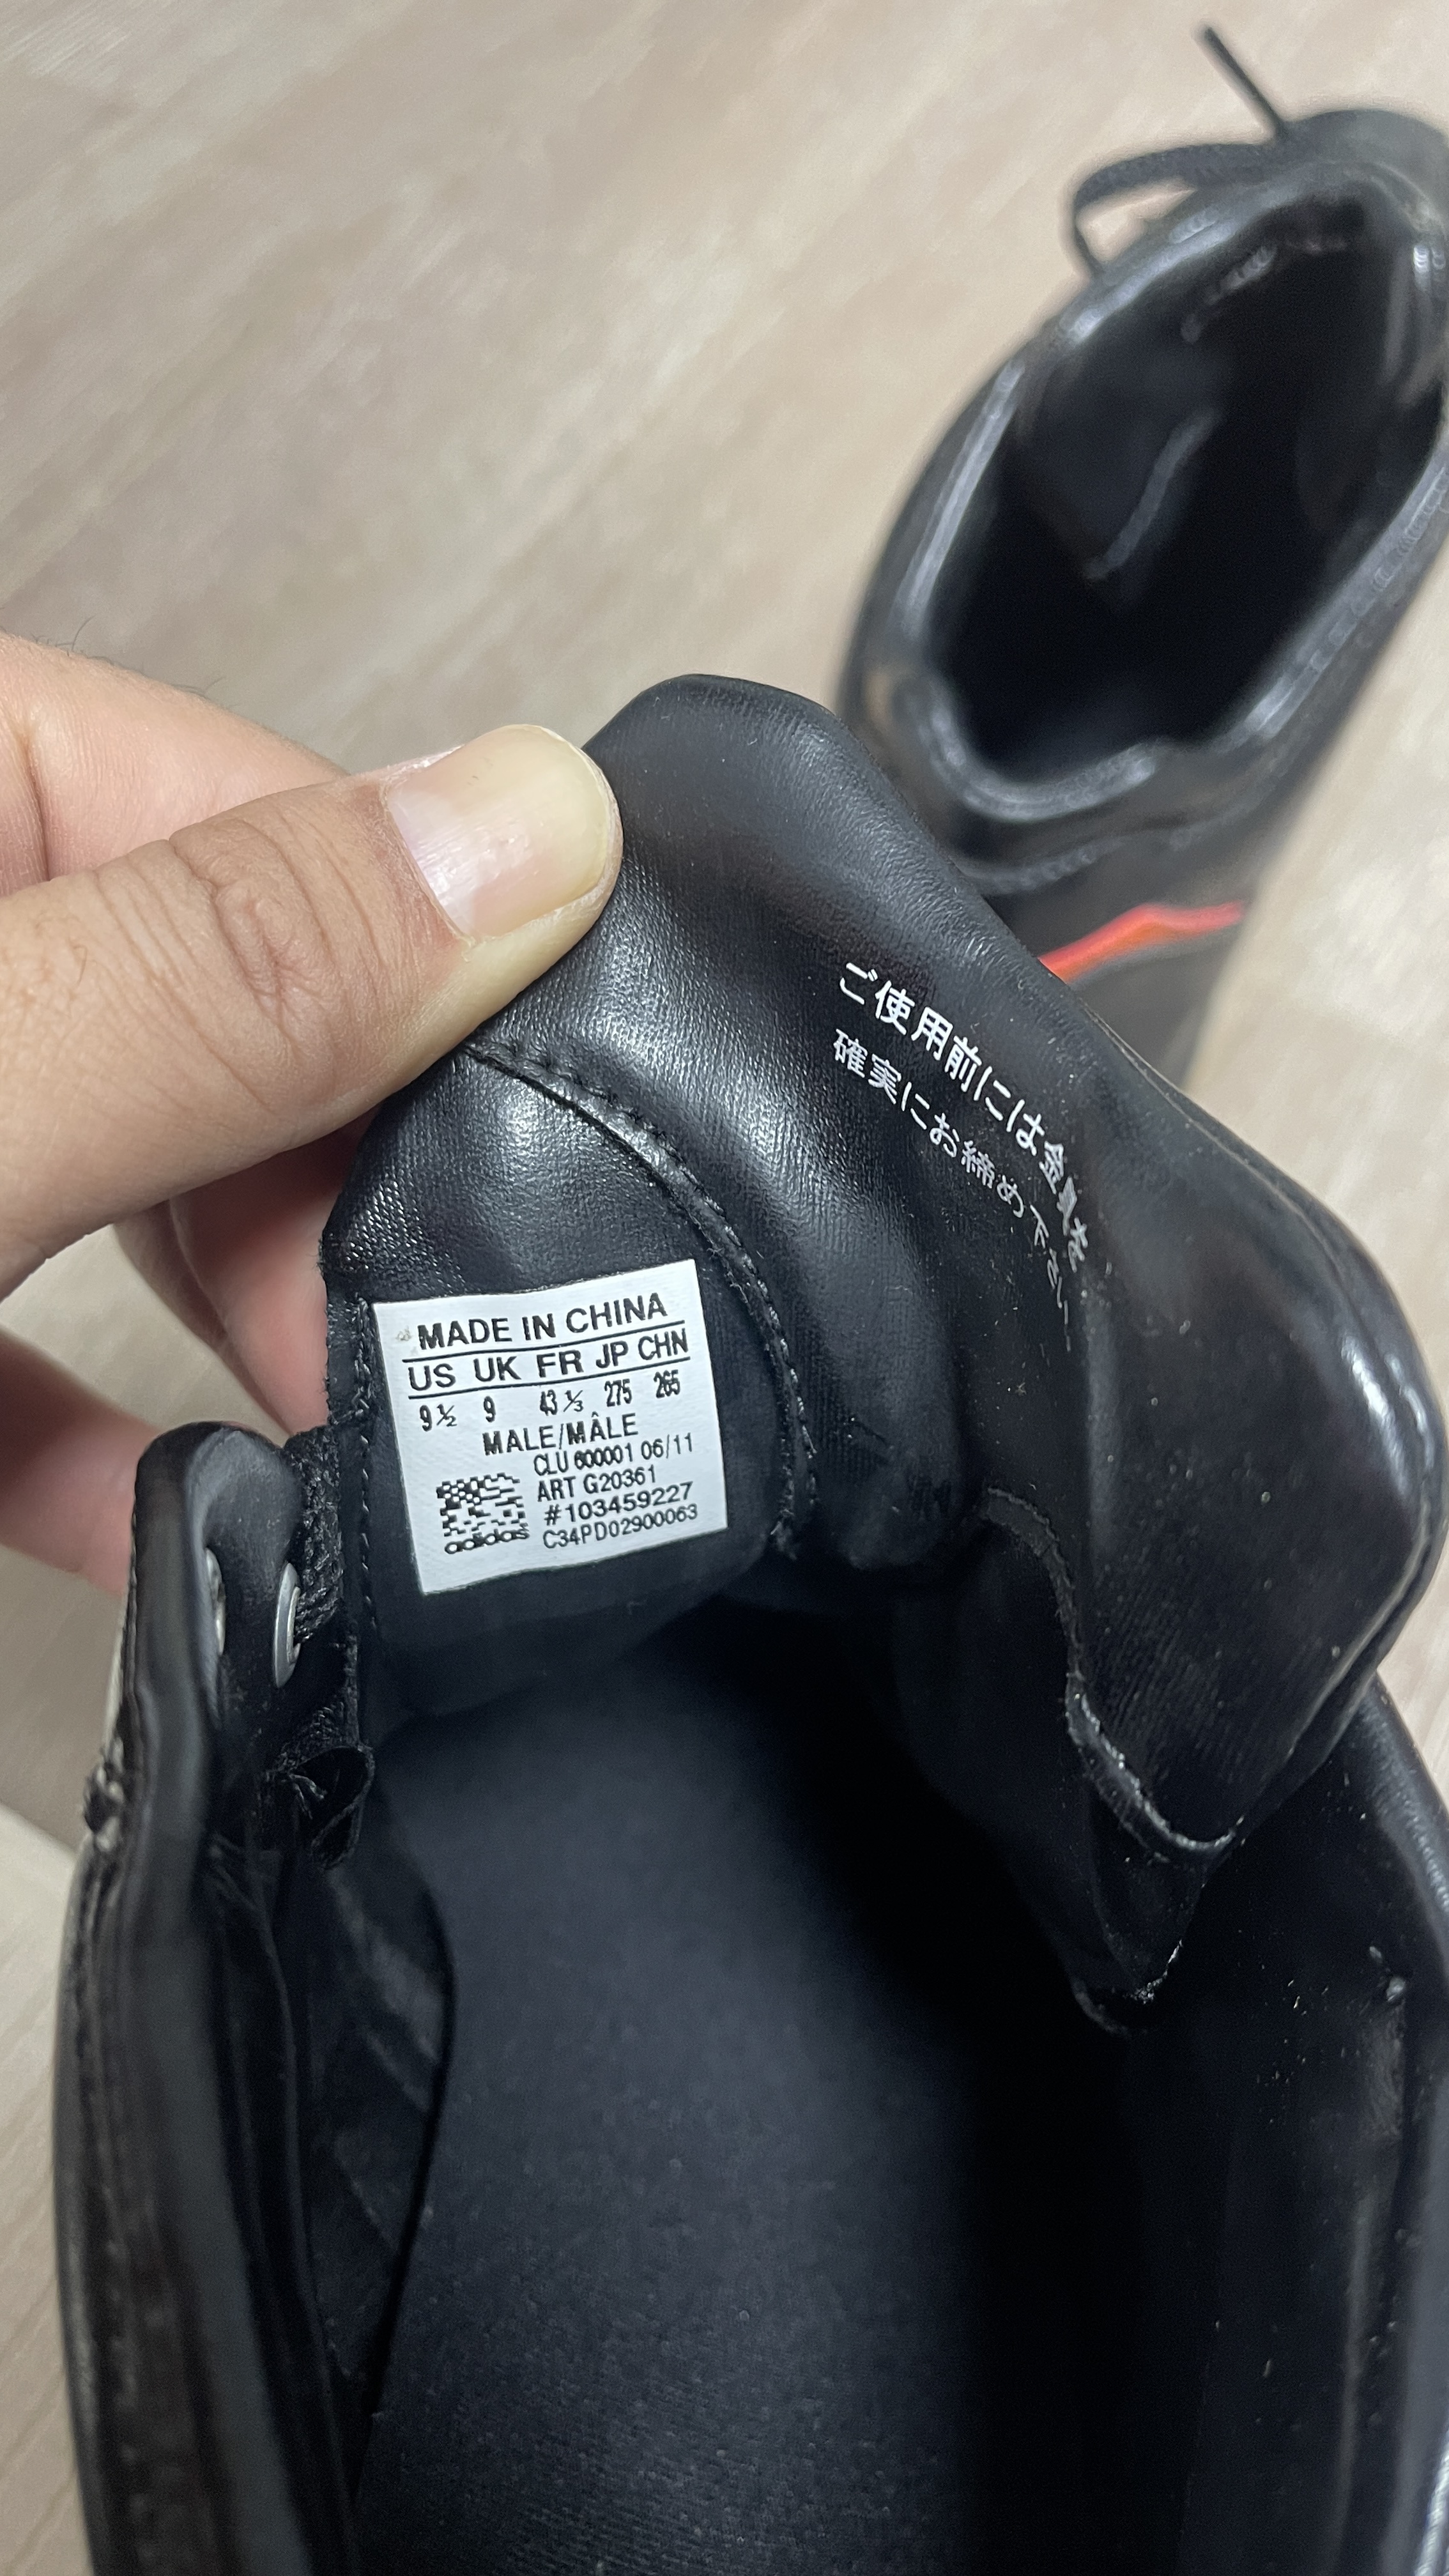 ご使用前には金具を
確実にお締め下さい
MADE IN CHINA
US UK FR JP CHN
9½ 9 43⅓ 275 265
MALE/MÂLE
CLU 600001 06/11
ART G20361
#103459227
C34PD02900063
adidas